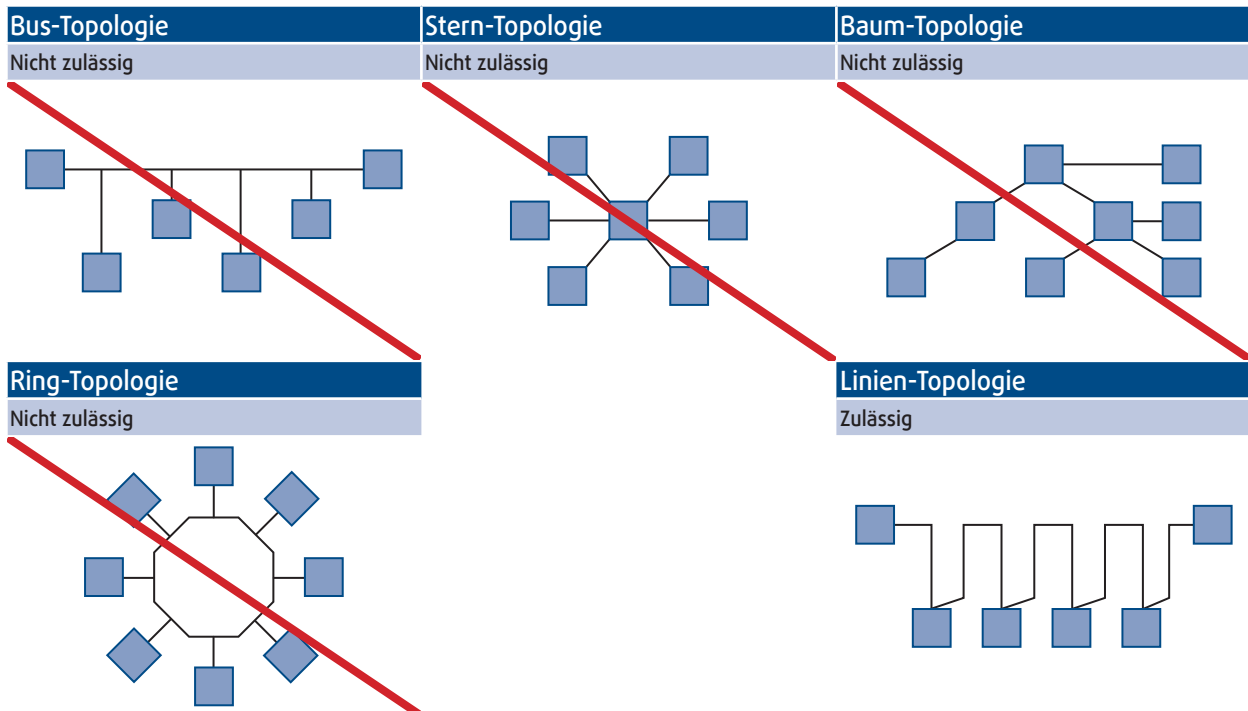 Bus-Topologie
Nicht zulässig
Stern-Topologie
Nicht zulässig
Baum-Topologie
Nicht zulässig
Ring-Topologie
Nicht zulässig
Linien-Topologie
Zulässig